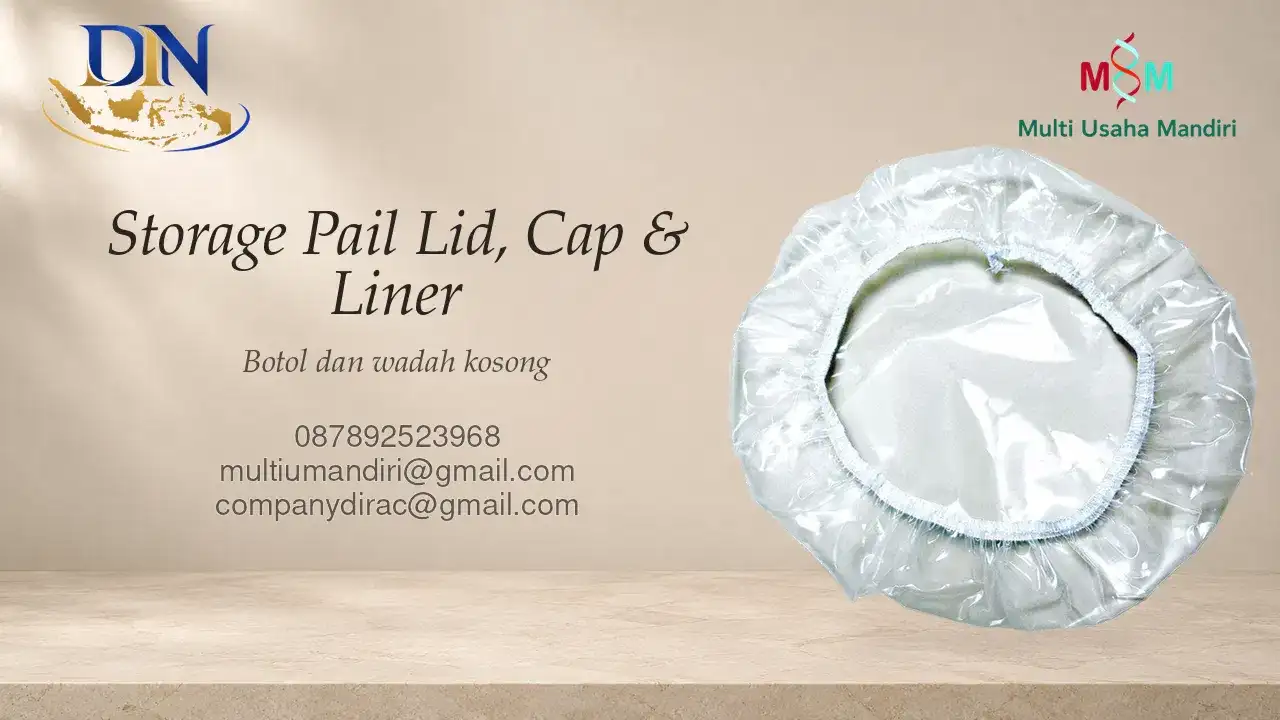 DN
M M
Multi Usaha Mandiri
Storage Pail Lid, Cap &
Liner
Botol dan wadah kosong
087892523968
multiumandiri@gmail.com
companydirac@gmail.com